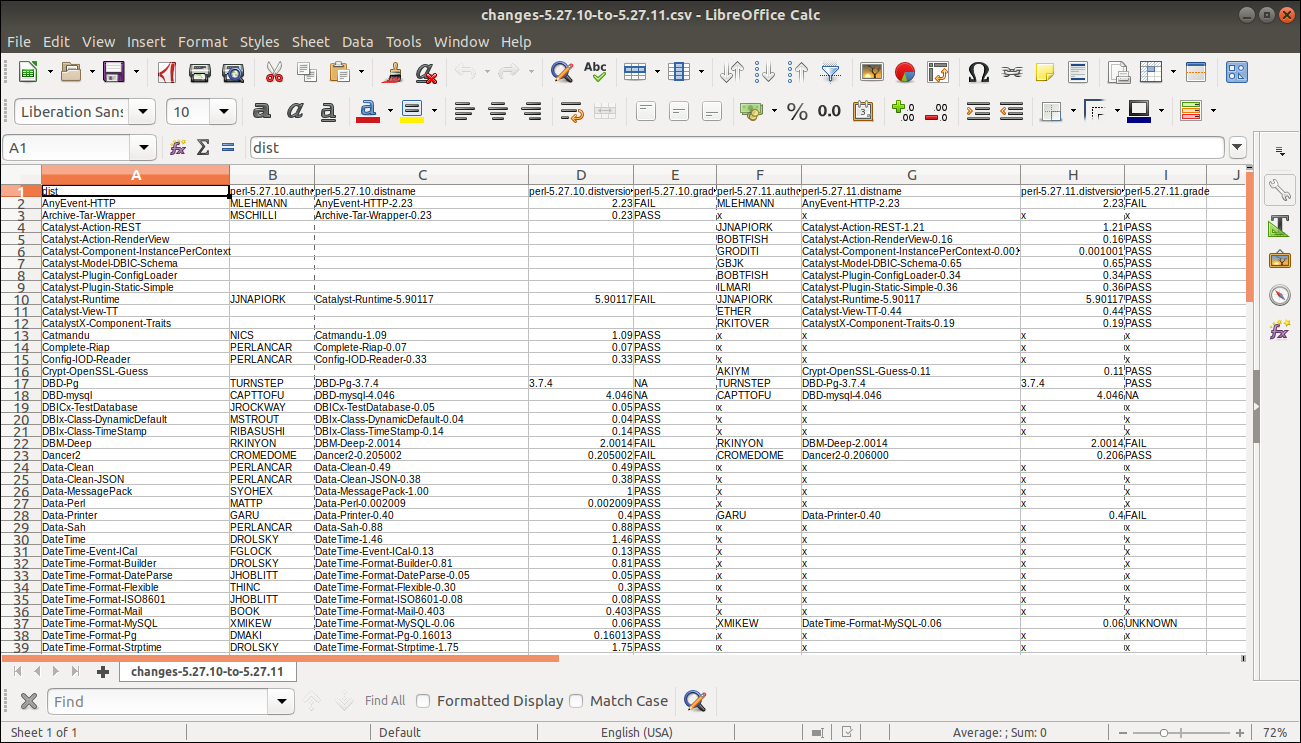 changes-5.27.10-to-5.27.11.csv - LibreOffice Calc
File Edit View Insert Format Styles Sheet Data Tools Window Help
Abc
Liberation Sans 10 a a a a % 0.0
A1 fx Σ = dist
A B C D E F G H I J
1 dist perl-5.27.10.autho perl-5.27.10.distname perl-5.27.10.distversio perl-5.27.10.grad perl-5.27.11.autho perl-5.27.11.distname perl-5.27.11.distversio perl-5.27.11.grade
2 AnyEvent-HTTP MLEHMANN AnyEvent-HTTP-2.23 2.23 FAIL MLEHMANN AnyEvent-HTTP-2.23 2.23 FAIL
3 Archive-Tar-Wrapper MSCHILLI Archive-Tar-Wrapper-0.23 0.23 PASS x x x x
4 Catalyst-Action-REST JJNAPIORK Catalyst-Action-REST-1.21 1.21 PASS
5 Catalyst-Action-RenderView BOBTFISH Catalyst-Action-RenderView-0.16 0.16 PASS
6 Catalyst-Component-InstancePerContext GRODITI Catalyst-Component-InstancePerContext-0.001 0.001001 PASS
7 Catalyst-Model-DBIC-Schema GBJK Catalyst-Model-DBIC-Schema-0.65 0.65 PASS
8 Catalyst-Plugin-ConfigLoader BOBTFISH Catalyst-Plugin-ConfigLoader-0.34 0.34 PASS
9 Catalyst-Plugin-Static-Simple ILMARI Catalyst-Plugin-Static-Simple-0.36 0.36 PASS
10 Catalyst-Runtime JJNAPIORK Catalyst-Runtime-5.90117 5.90117 FAIL JJNAPIORK Catalyst-Runtime-5.90117 5.90117 PASS
11 Catalyst-View-TT ETHER Catalyst-View-TT-0.44 0.44 PASS
12 CatalystX-Component-Traits RKITOVER CatalystX-Component-Traits-0.19 0.19 PASS
13 Catmandu NICS Catmandu-1.09 1.09 PASS x x x x
14 Complete-Riap PERLANCAR Complete-Riap-0.07 0.07 PASS x x x x
15 Config-IOD-Reader PERLANCAR Config-IOD-Reader-0.33 0.33 PASS x x x x
16 Crypt-OpenSSL-Guess AKIYM Crypt-OpenSSL-Guess-0.11 0.11 PASS
17 DBD-Pg TURNSTEP DBD-Pg-3.7.4 3.7.4 NA TURNSTEP DBD-Pg-3.7.4 3.7.4 PASS
18 DBD-mysql CAPTTOFU DBD-mysql-4.046 4.046 NA CAPTTOFU DBD-mysql-4.046 4.046 NA
19 DBICx-TestDatabase JROCKWAY DBICx-TestDatabase-0.05 0.05 PASS x x x x
20 DBIx-Class-DynamicDefault MSTROUT DBIx-Class-DynamicDefault-0.04 0.04 PASS x x x x
21 DBIx-Class-TimeStamp RIBASUSHI DBIx-Class-TimeStamp-0.14 0.14 PASS x x x x
22 DBM-Deep RKINYON DBM-Deep-2.0014 2.0014 FAIL RKINYON DBM-Deep-2.0014 2.0014 FAIL
23 Dancer2 CROMEDOME Dancer2-0.205002 0.205002 FAIL CROMEDOME Dancer2-0.206000 0.206 PASS
24 Data-Clean PERLANCAR Data-Clean-0.49 0.49 PASS x x x x
25 Data-Clean-JSON PERLANCAR Data-Clean-JSON-0.38 0.38 PASS x x x x
26 Data-MessagePack SYOHEX Data-MessagePack-1.00 1 PASS x x x x
27 Data-Perl MATTP Data-Perl-0.002009 0.002009 PASS x x x x
28 Data-Printer GARU Data-Printer-0.40 0.4 PASS GARU Data-Printer-0.40 0.4 FAIL
29 Data-Sah PERLANCAR Data-Sah-0.88 0.88 PASS x x x x
30 DateTime DROLSKY DateTime-1.46 1.46 PASS x x x x
31 DateTime-Event-ICal FGLOCK DateTime-Event-ICal-0.13 0.13 PASS x x x x
32 DateTime-Format-Builder DROLSKY DateTime-Format-Builder-0.81 0.81 PASS x x x x
33 DateTime-Format-DateParse JHOBLITT DateTime-Format-DateParse-0.05 0.05 PASS x x x x
34 DateTime-Format-Flexible THINC DateTime-Format-Flexible-0.30 0.3 PASS x x x x
35 DateTime-Format-ISO8601 JHOBLITT DateTime-Format-ISO8601-0.08 0.08 PASS x x x x
36 DateTime-Format-Mail BOOK DateTime-Format-Mail-0.403 0.403 PASS x x x x
37 DateTime-Format-MySQL XMIKEW DateTime-Format-MySQL-0.06 0.06 PASS XMIKEW DateTime-Format-MySQL-0.06 0.06 UNKNOWN
38 DateTime-Format-Pg DMAKI DateTime-Format-Pg-0.16013 0.16013 PASS x x x x
39 DateTime-Format-Strptime DROLSKY DateTime-Format-Strptime-1.75 1.75 PASS x x x x
changes-5.27.10-to-5.27.11
Find Find All Formatted Display Match Case
Sheet 1 of 1 Default English (USA) Average: ; Sum: 0 72%